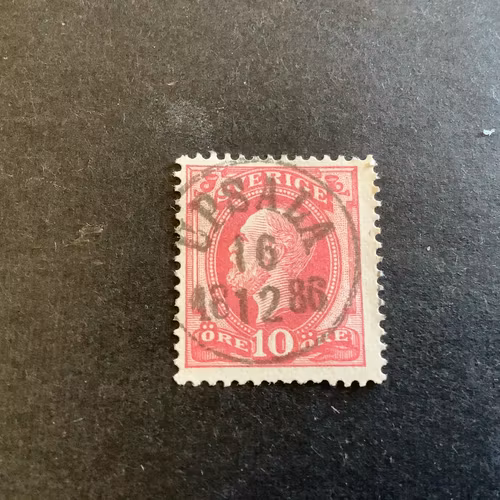 SVERIGE
UPSALA
16
18 12 86
ÖRE 10 ÖRE